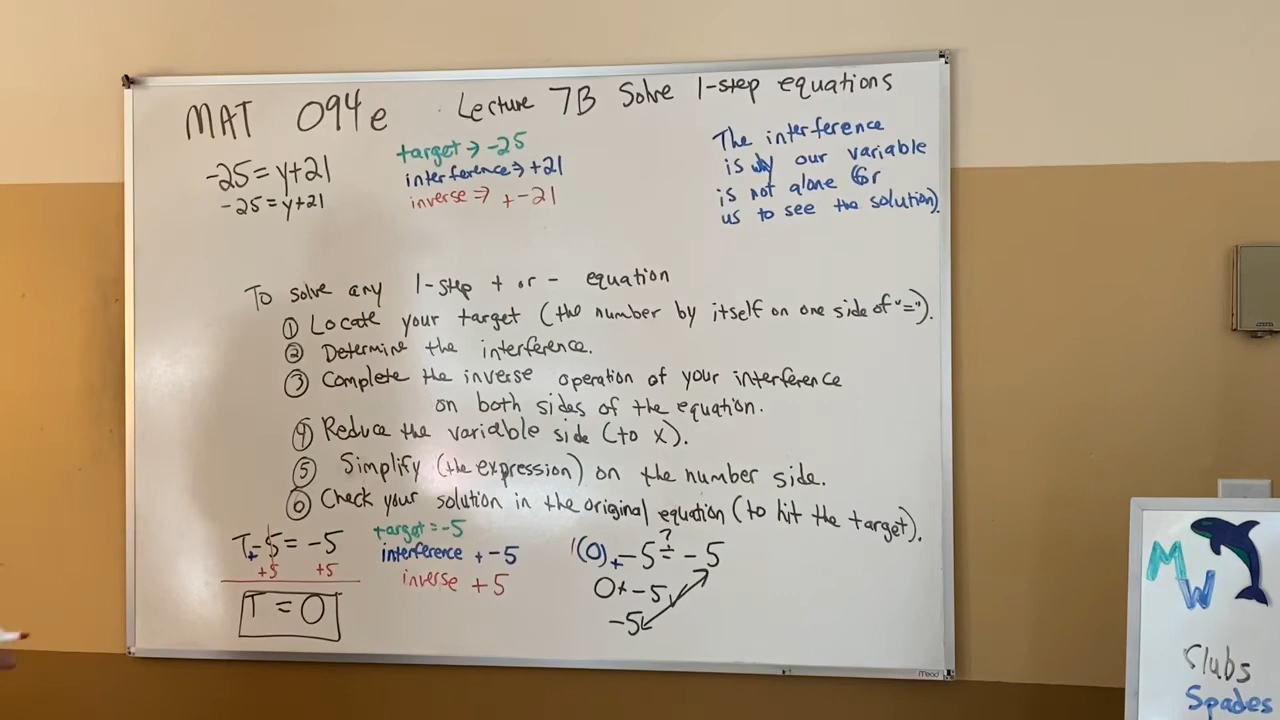 MAT 094e Lecture 7B Solve 1-step equations
-25 = y+21
-25 = y+21
target → -25
interference ⇒ +21
inverse ⇒ +-21
The interference
is why our variable
is not alone (for
us to see the solution).
To solve any 1-step + or - equation
① Locate your target (the number by itself on one side of "=").
② Determine the interference.
③ Complete the inverse operation of your interference
on both sides of the equation.
④ Reduce the variable side (to x).
⑤ Simplify (the expression) on the number side.
⑥ Check your solution in the original equation (to hit the target).
T+-5 = -5
+5 +5
T = 0
target = -5
interference + -5
inverse +5
1(0)+-5 ≟ -5
0+-5 ✓
-5
Mead
MW
Clubs
Spades